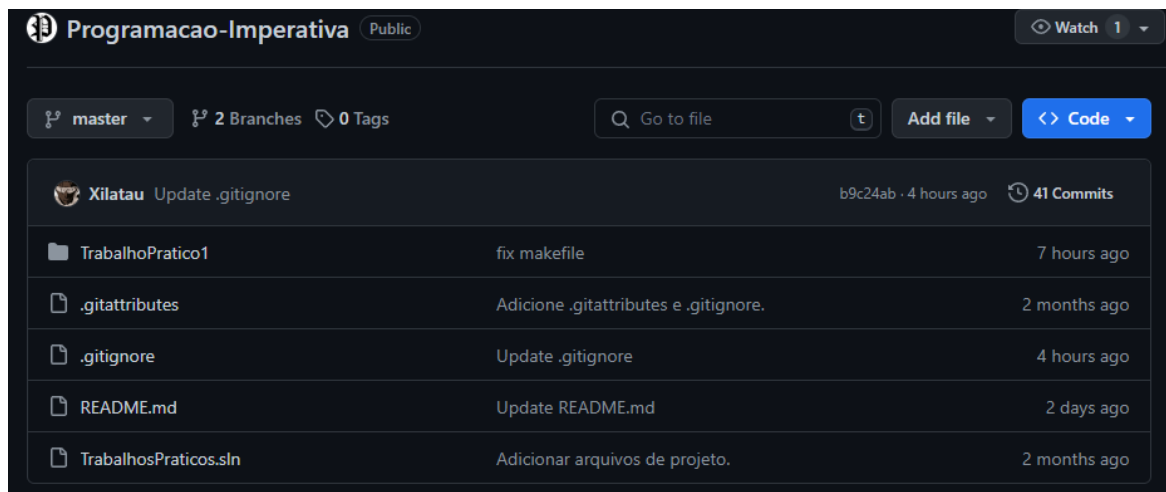 Programacao-Imperativa Public Watch 1
master 2 Branches 0 Tags Go to file t Add file Code
Xilatau Update .gitignore b9c24ab · 4 hours ago 41 Commits
TrabalhoPratico1 fix makefile 7 hours ago
.gitattributes Adicione .gitattributes e .gitignore. 2 months ago
.gitignore Update .gitignore 4 hours ago
README.md Update README.md 2 days ago
TrabalhosPraticos.sln Adicionar arquivos de projeto. 2 months ago